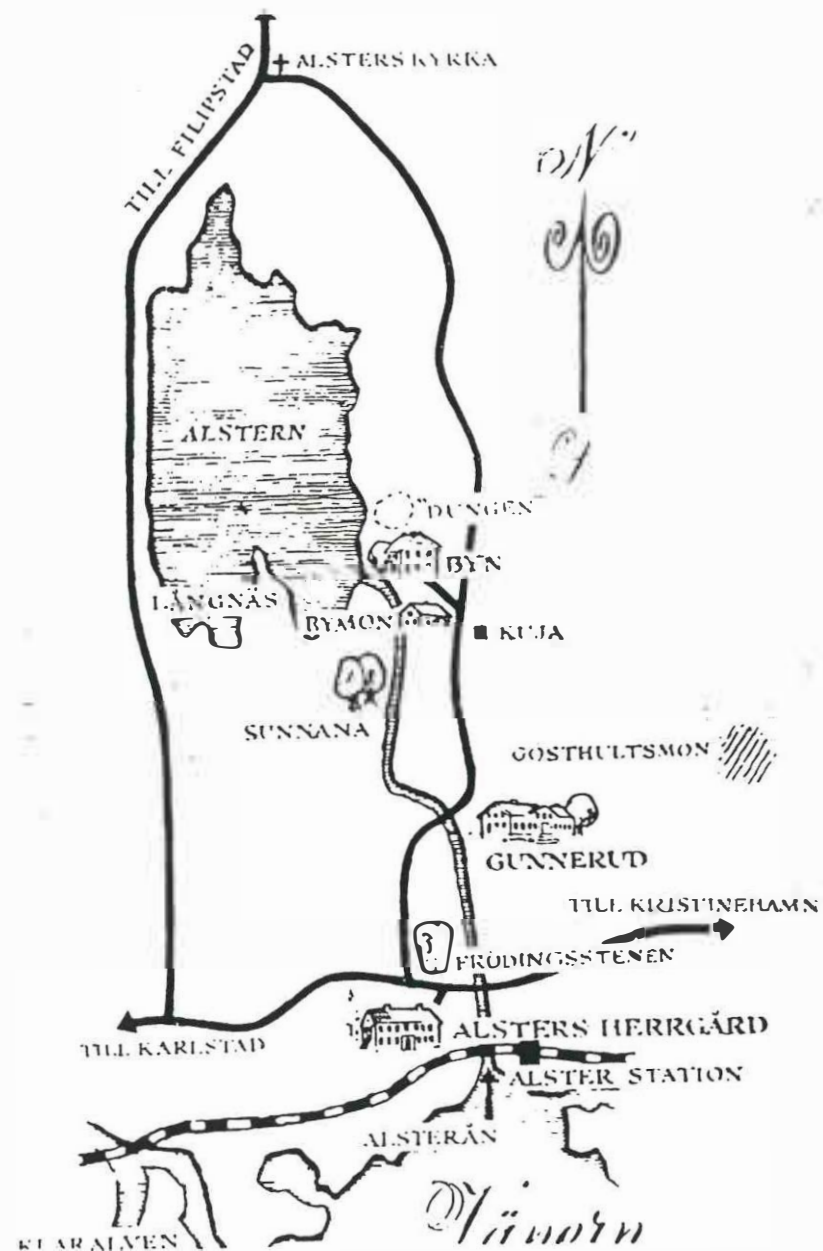 ALSTERS KYRKA
TILL FILIPSTAD
N
ALSTERN
"DUNGEN
BYN
LÅNGNÄS
BYMON
KUJA
SUNNANA
GOSTHULTSMON
GUNNERUD
TILL KRISTINEHAMN
FRÖDINGSSTENEN
ALSTERS HERRGÅRD
TILL KARLSTAD
ALSTER STATION
ALSTERÅN
Vänern
KLARALVEN